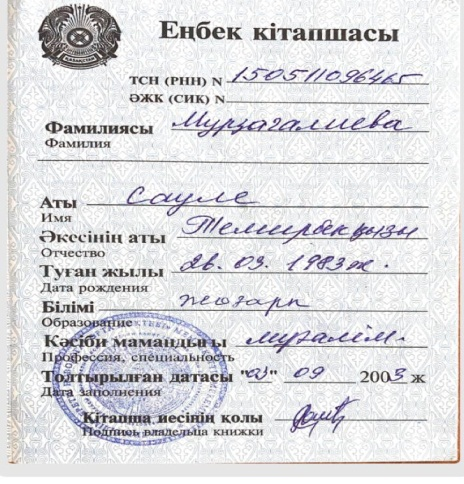 Еңбек кітапшасы
ТСН (РНН) N 150511096465
ӘЖК (СИК) N
Фамилиясы Мурзагалиева
Фамилия
Аты Сауле
Имя
Әкесінің аты Темирбекқызы
Отчество
Туған жылы 26. 03. 1983ж.
Дата рождения
Білімі жоғары
Образование
Кәсіби мамандығы мұғалім.
Профессия, специальность
Толтырылған датасы " " 09 2003 ж
Дата заполнения
Кітапша иесінің қолы
Подпись владельца книжки